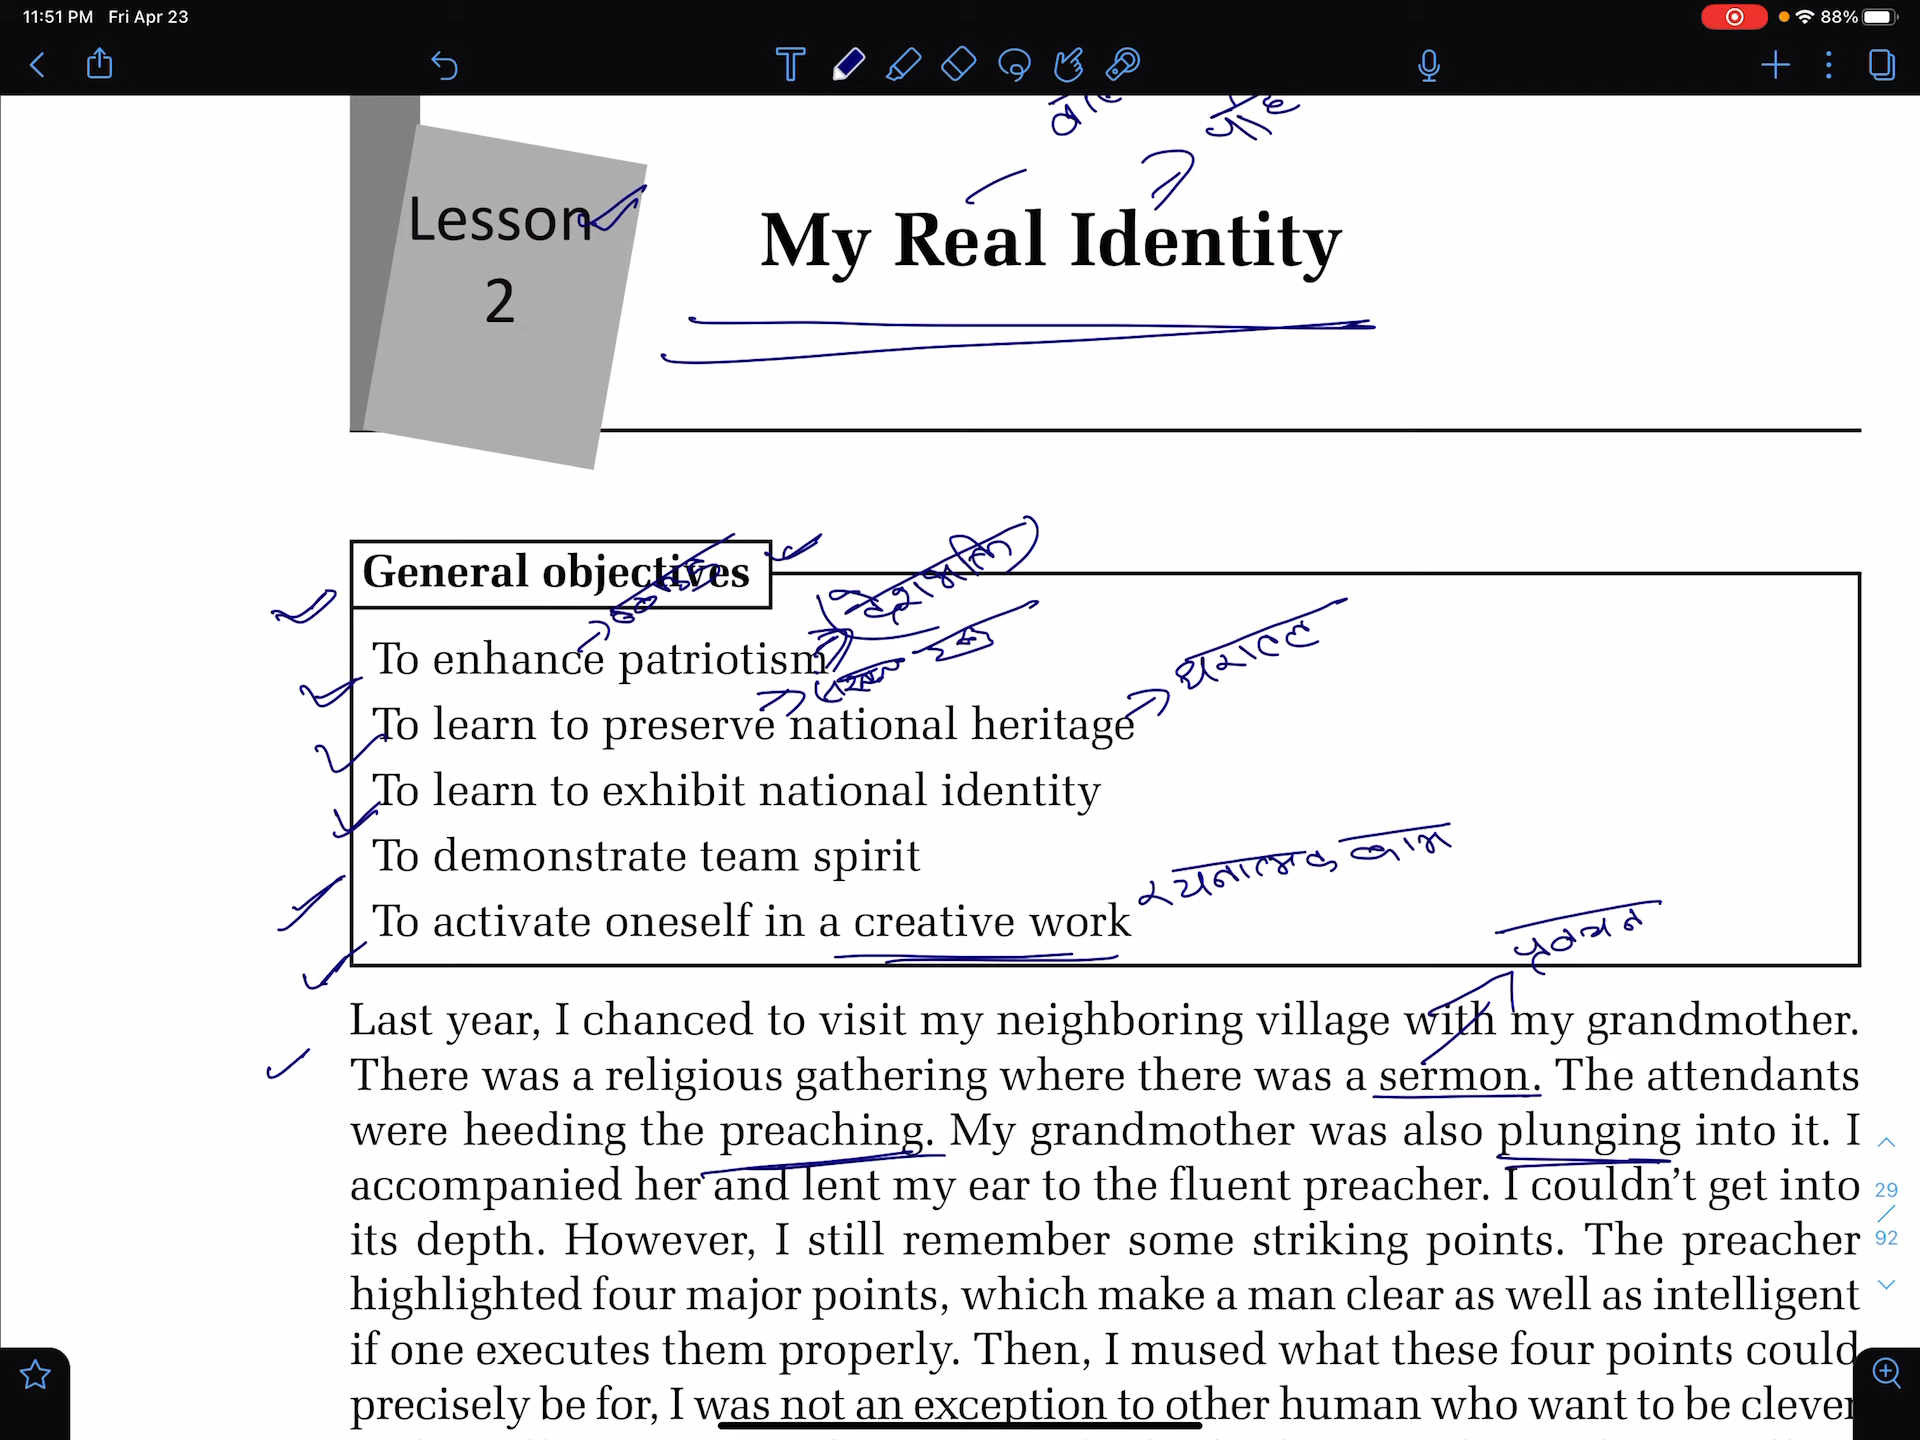 11:51 PM Fri Apr 23
88%
T
Lesson
2
My Real Identity
General objectives
देशभक्ति
To enhance patriotism
धरोहर
To learn to preserve national heritage
To learn to exhibit national identity
To demonstrate team spirit
रचनात्मक काम
To activate oneself in a creative work
प्रवचन
Last year, I chanced to visit my neighboring village with my grandmother.
There was a religious gathering where there was a sermon. The attendants
were heeding the preaching. My grandmother was also plunging into it. I
accompanied her and lent my ear to the fluent preacher. I couldn’t get into
its depth. However, I still remember some striking points. The preacher
highlighted four major points, which make a man clear as well as intelligent
if one executes them properly. Then, I mused what these four points could
precisely be for, I was not an exception to other human who want to be clever
29
/
92